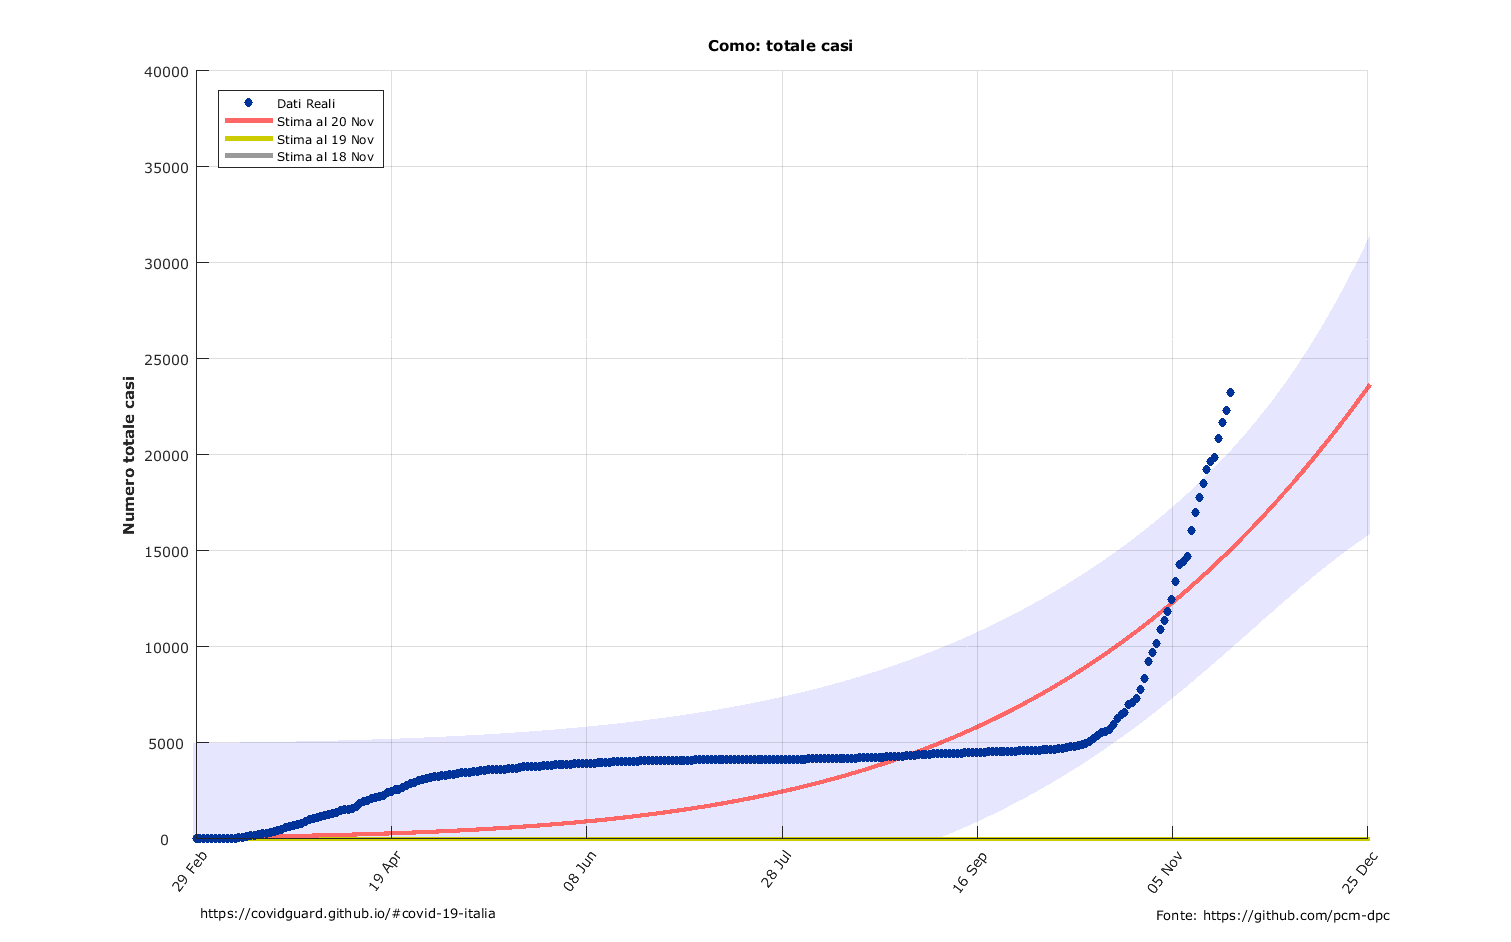 Como: totale casi
40000
35000
30000
25000
20000
15000
10000
5000
0
Numero totale casi
Dati Reali
Stima al 20 Nov
Stima al 19 Nov
Stima al 18 Nov
29 Feb
19 Apr
08 Jun
28 Jul
16 Sep
05 Nov
25 Dec
https://covidguard.github.io/#covid-19-italia
Fonte: https://github.com/pcm-dpc